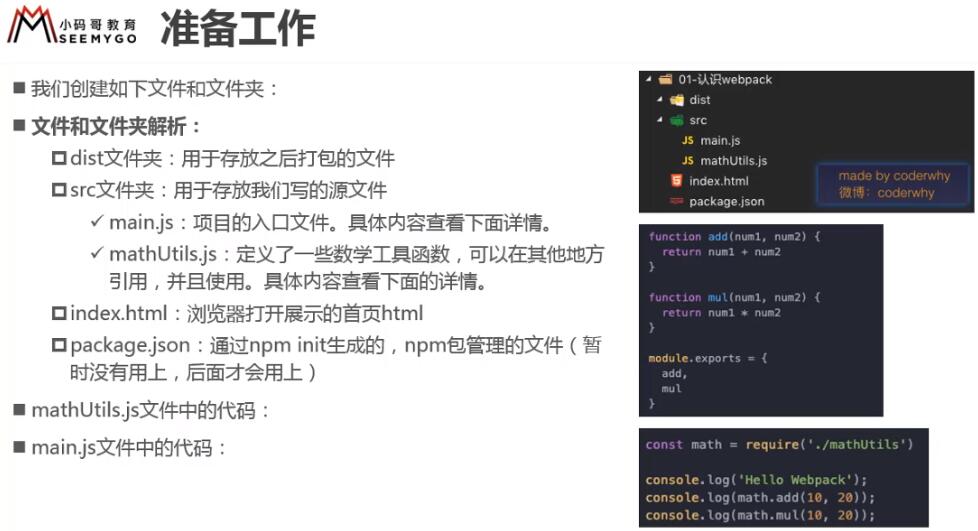 小码哥教育
SEEMYGO
准备工作
我们创建如下文件和文件夹：
文件和文件夹解析：
dist文件夹：用于存放之后打包的文件
src文件夹：用于存放我们写的源文件
main.js：项目的入口文件。具体内容查看下面详情。
mathUtils.js：定义了一些数学工具函数，可以在其他地方
引用，并且使用。具体内容查看下面的详情。
index.html：浏览器打开展示的首页html
package.json：通过npm init生成的，npm包管理的文件（暂
时没有用上，后面才会用上）
mathUtils.js文件中的代码：
main.js文件中的代码：
01-认识webpack
dist
src
JS main.js
JS mathUtils.js
index.html
package.json
made by coderwhy
微博：coderwhy
function add(num1, num2) {
return num1 + num2
}
function mul(num1, num2) {
return num1 * num2
}
module.exports = {
add,
mul
}
const math = require('./mathUtils')
console.log('Hello Webpack');
console.log(math.add(10, 20));
console.log(math.mul(10, 20));